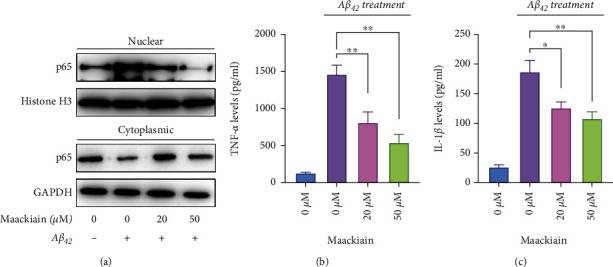 Nuclear
p65
Histone H3
Cytoplasmic
p65
GAPDH
Maackiain (μM) 0 0 20 50
Aβ42 – + + +
(a)
Aβ42 treatment
TNF-α levels (pg/ml)
2000
1500
1000
500
0
**
**
0 μM
0 μM
20 μM
50 μM
Maackiain
(b)
Aβ42 treatment
IL-1β levels (pg/ml)
250
200
150
100
50
0
**
*
0 μM
0 μM
20 μM
50 μM
Maackiain
(c)